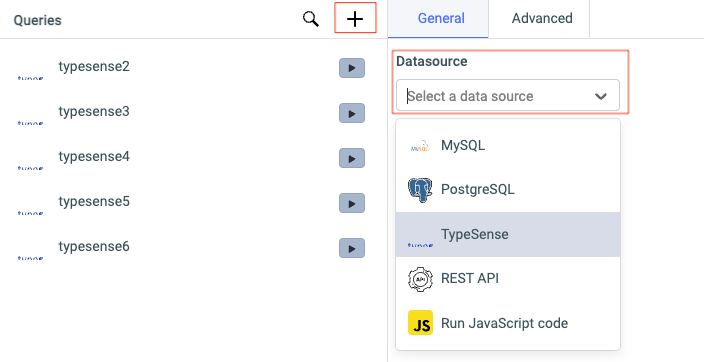 Queries
General
Advanced
typesense2
typesense3
typesense4
typesense5
typesense6
Datasource
Select a data source
MySQL
PostgreSQL
TypeSense
API
REST API
JS
Run JavaScript code